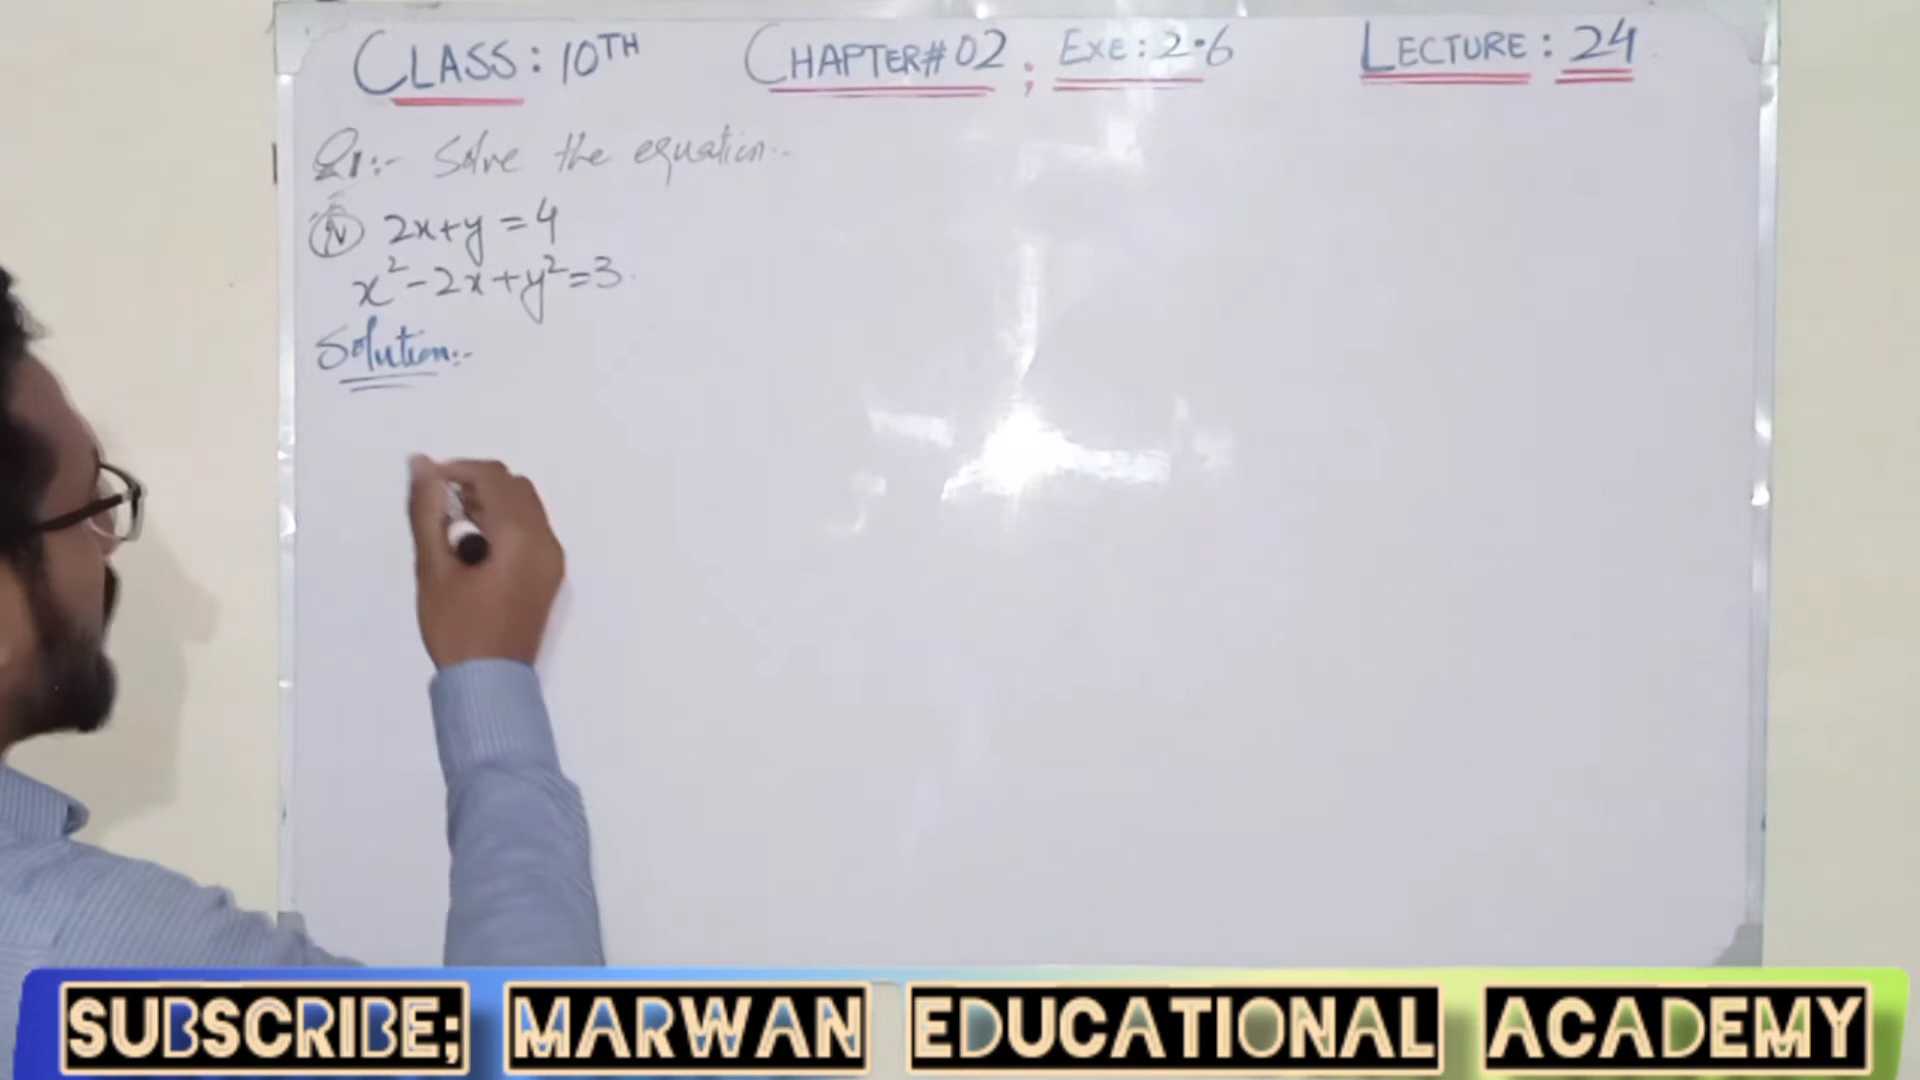 CLASS: 10TH CHAPTER#02 ; EXE: 2.6 LECTURE: 24
Q1:- Solve the equation:-
iv 2x+y=4
x²-2x+y²=3.
Solution:-
SUBSCRIBE; MARWAN EDUCATIONAL ACADEMY